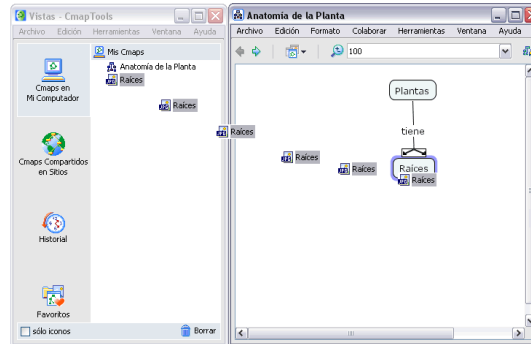 Vistas - CmapTools
Archivo Edición Herramientas Ventana Ayuda
Cmaps en
Mi Computador
Cmaps Compartidos
en Sitios
Historial
Favoritos
Mis Cmaps
Anatomía de la Planta
Raíces
Raíces
sólo iconos
Borrar
Anatomía de la Planta
Archivo Edición Formato Colaborar Herramientas Ventana Ayuda
100
Plantas
tiene
Raíces
Raíces
Raíces
Raíces
Raíces